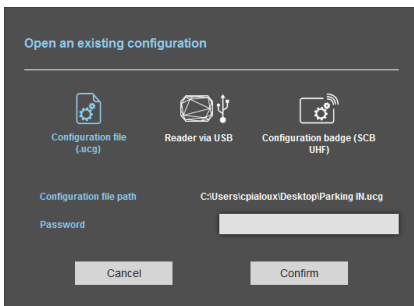 Open an existing configuration
Configuration file
(.ucg)
Reader via USB
Configuration badge (SCB
UHF)
Configuration file path
C:\Users\cpialoux\Desktop\Parking IN.ucg
Password
Cancel
Confirm